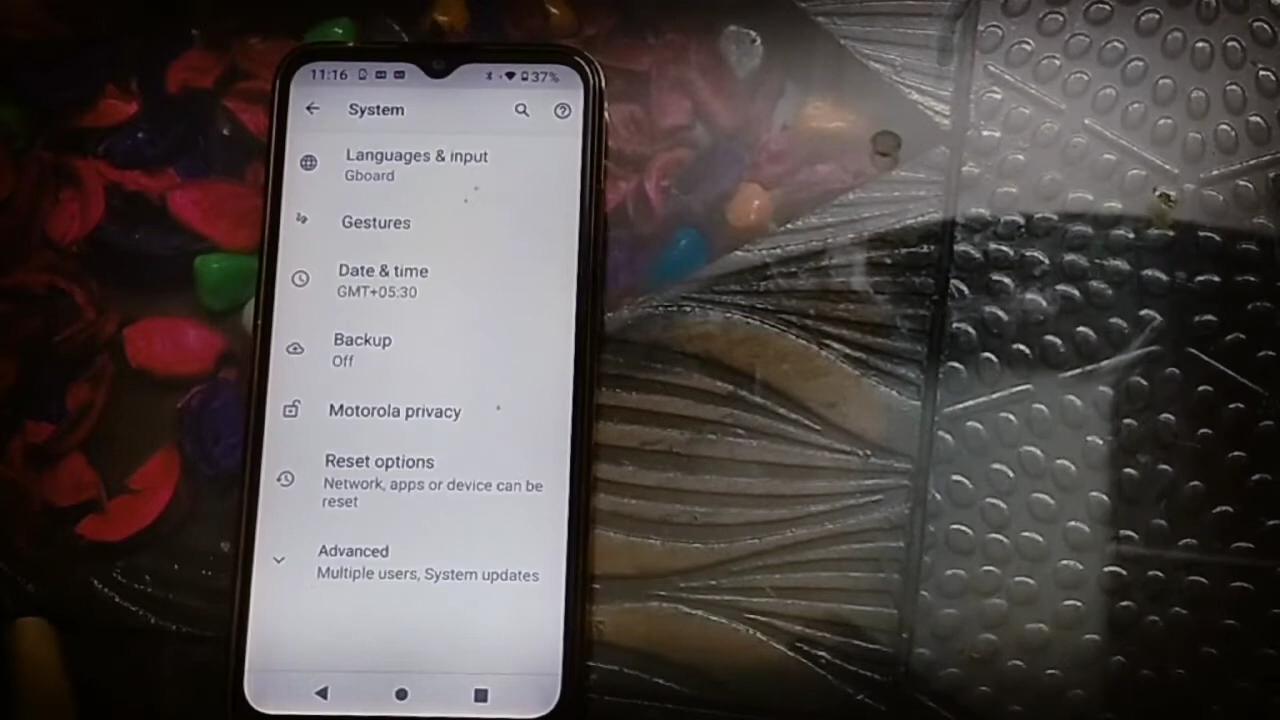 11:16 37%
System
Languages & input
Gboard
Gestures
Date & time
GMT+05:30
Backup
Off
Motorola privacy
Reset options
Network, apps or device can be
reset
Advanced
Multiple users, System updates